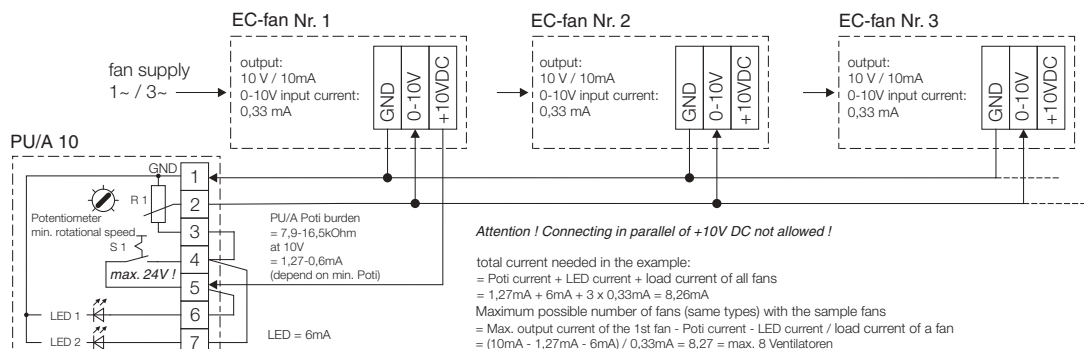 EC-fan Nr. 1
EC-fan Nr. 2
EC-fan Nr. 3
fan supply
1~ / 3~
output:
10 V / 10mA
0-10V input current:
0,33 mA
GND
0-10V
+10VDC
output:
10 V / 10mA
0-10V input current:
0,33 mA
GND
0-10V
+10VDC
output:
10 V / 10mA
0-10V input current:
0,33 mA
GND
0-10V
+10VDC
PU/A 10
GND
1
R 1
2
Potentiometer
min. rotational speed
3
S 1
4
max. 24V !
5
LED 1
6
LED 2
7
PU/A Poti burden
= 7,9-16,5kOhm
at 10V
= 1,27-0,6mA
(depend on min. Poti)
LED = 6mA
Attention ! Connecting in parallel of +10V DC not allowed !
total current needed in the example:
= Poti current + LED current + load current of all fans
= 1,27mA + 6mA + 3 x 0,33mA = 8,26mA
Maximum possible number of fans (same types) with the sample fans
= Max. output current of the 1st fan - Poti current - LED current / load current of a fan
= (10mA - 1,27mA - 6mA) / 0,33mA = 8,27 = max. 8 Ventilatoren